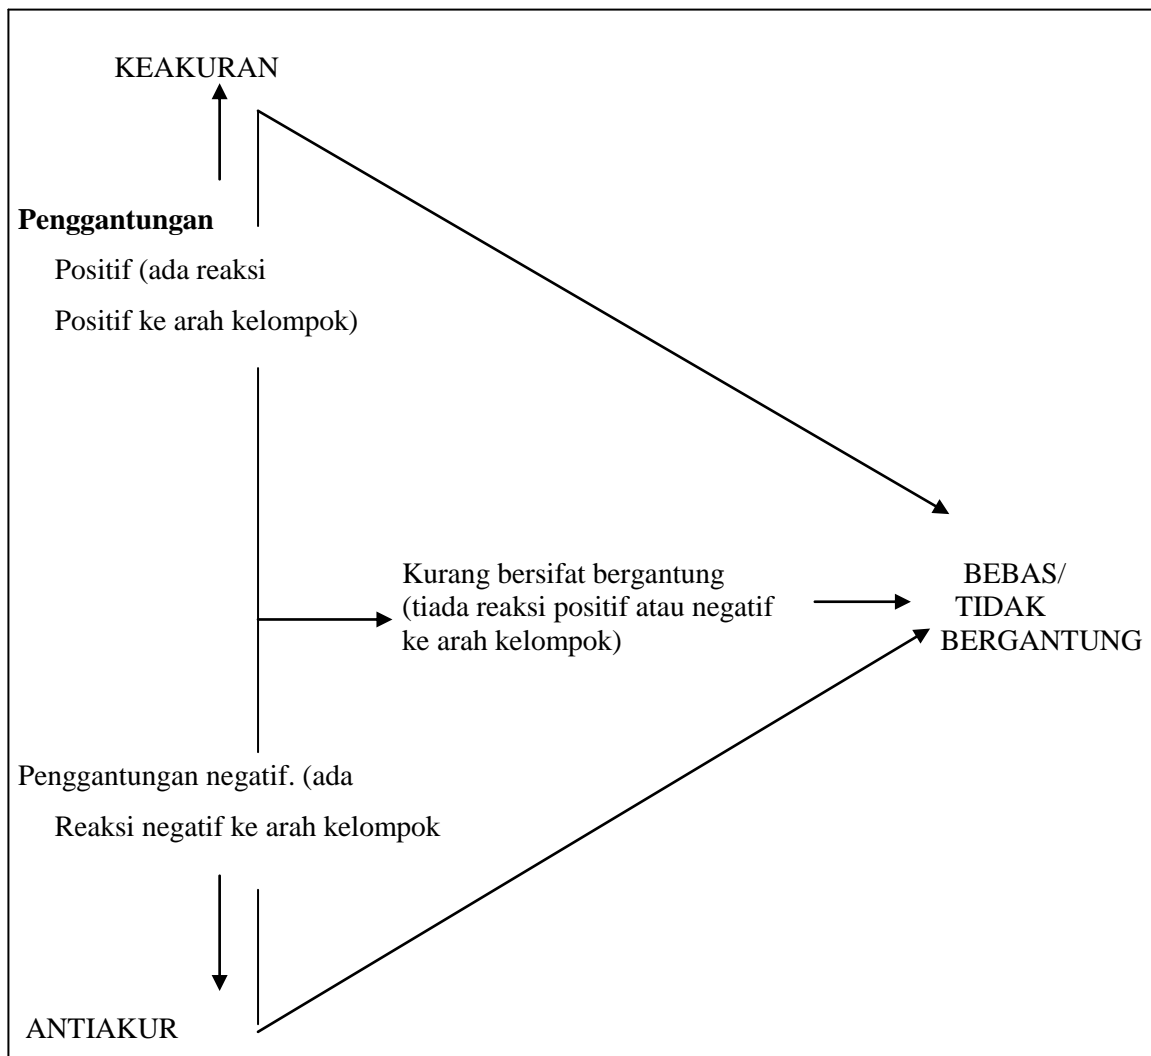 KEAKURAN
Penggantungan
Positif (ada reaksi
Positif ke arah kelompok)
Kurang bersifat bergantung
(tiada reaksi positif atau negatif
ke arah kelompok)
BEBAS/
TIDAK
BERGANTUNG
Penggantungan negatif. (ada
Reaksi negatif ke arah kelompok
ANTIAKUR